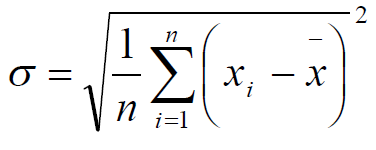 σ = √(1/n ∑_{i=1}^{n} (x_i − x̄))^2